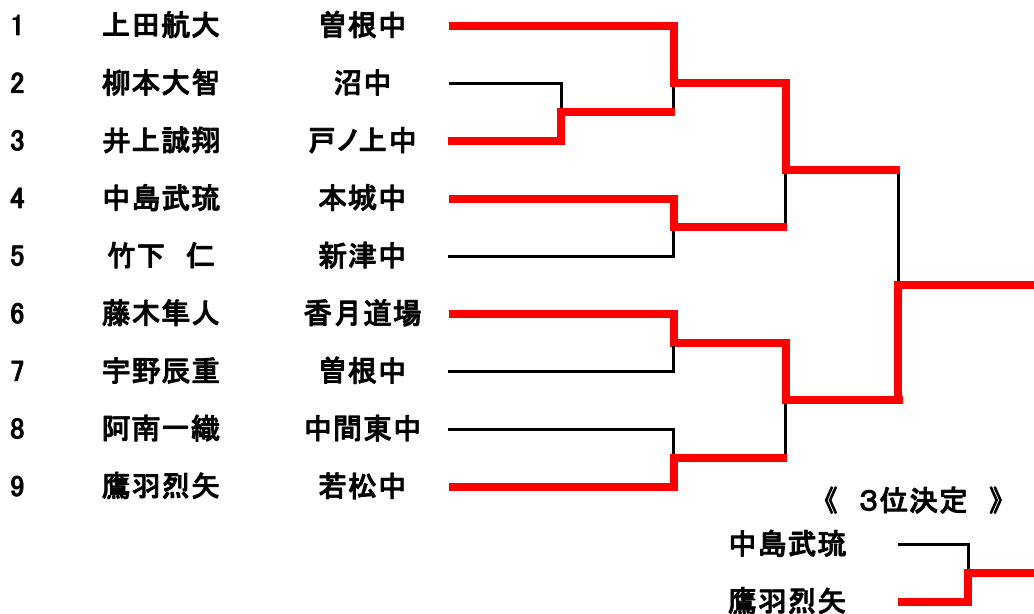 1 上田航大 曽根中
2 柳本大智 沼中
3 井上誠翔 戸ノ上中
4 中島武琉 本城中
5 竹下　仁 新津中
6 藤木隼人 香月道場
7 宇野辰重 曽根中
8 阿南一織 中間東中
9 鷹羽烈矢 若松中
《　3位決定　》
中島武琉
鷹羽烈矢